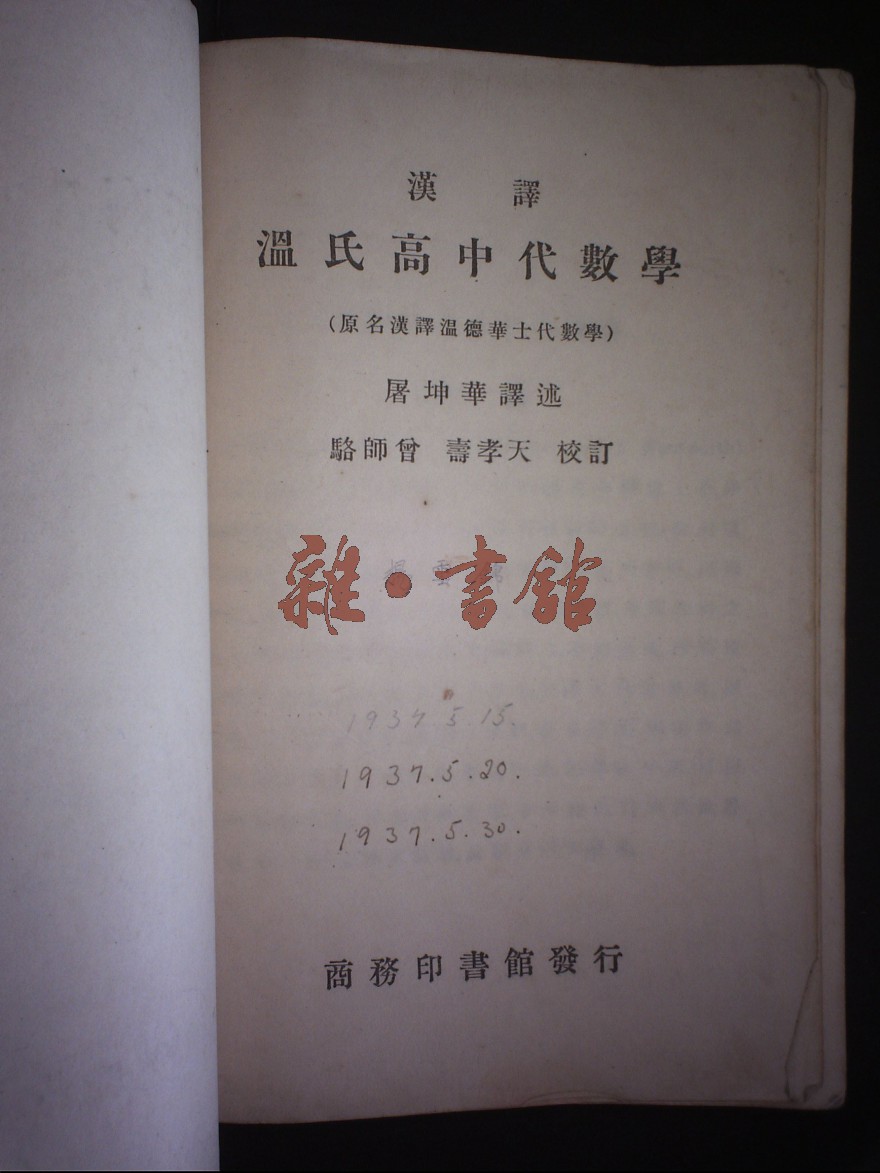 漢 譯
溫氏高中代數學
(原名漢譯溫德華士代數學)
屠坤華譯述
駱師曾 壽孝天 校訂
雜·書館
1937.5.15.
1937.5.20.
1937.5.30.
商務印書館發行